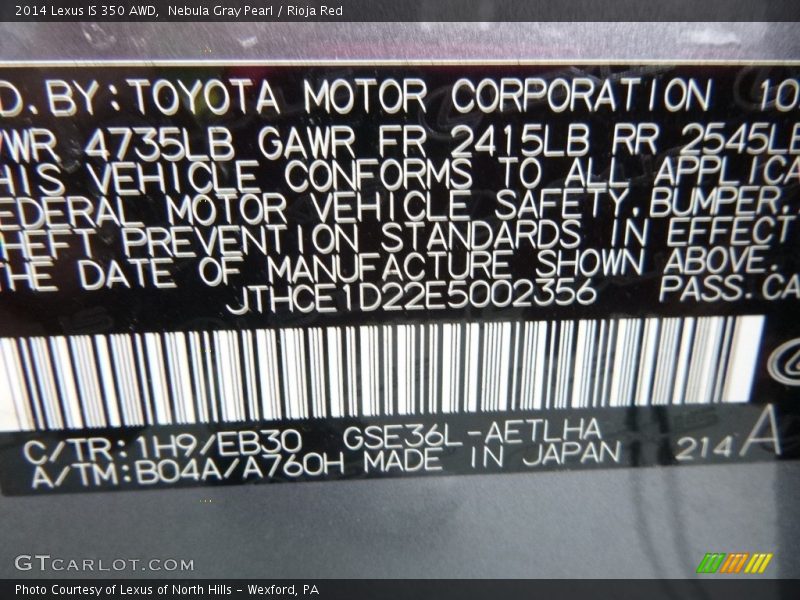 2014 Lexus IS 350 AWD, Nebula Gray Pearl / Rioja Red
D.BY:TOYOTA MOTOR CORPORATION 10
VWR 4735LB GAWR FR 2415LB RR 2545LB
HIS VEHICLE CONFORMS TO ALL APPLICA
EDERAL MOTOR VEHICLE SAFETY,BUMPER,
HEFT PREVENTION STANDARDS IN EFFECT
THE DATE OF MANUFACTURE SHOWN ABOVE.
JTHCE1D22E5002356 PASS.CA
C/TR:1H9/EB30 GSE36L-AETLHA
A/TM:B04A/A760H MADE IN JAPAN 214 A
GTCARLOT.COM
Photo Courtesy of Lexus of North Hills - Wexford, PA